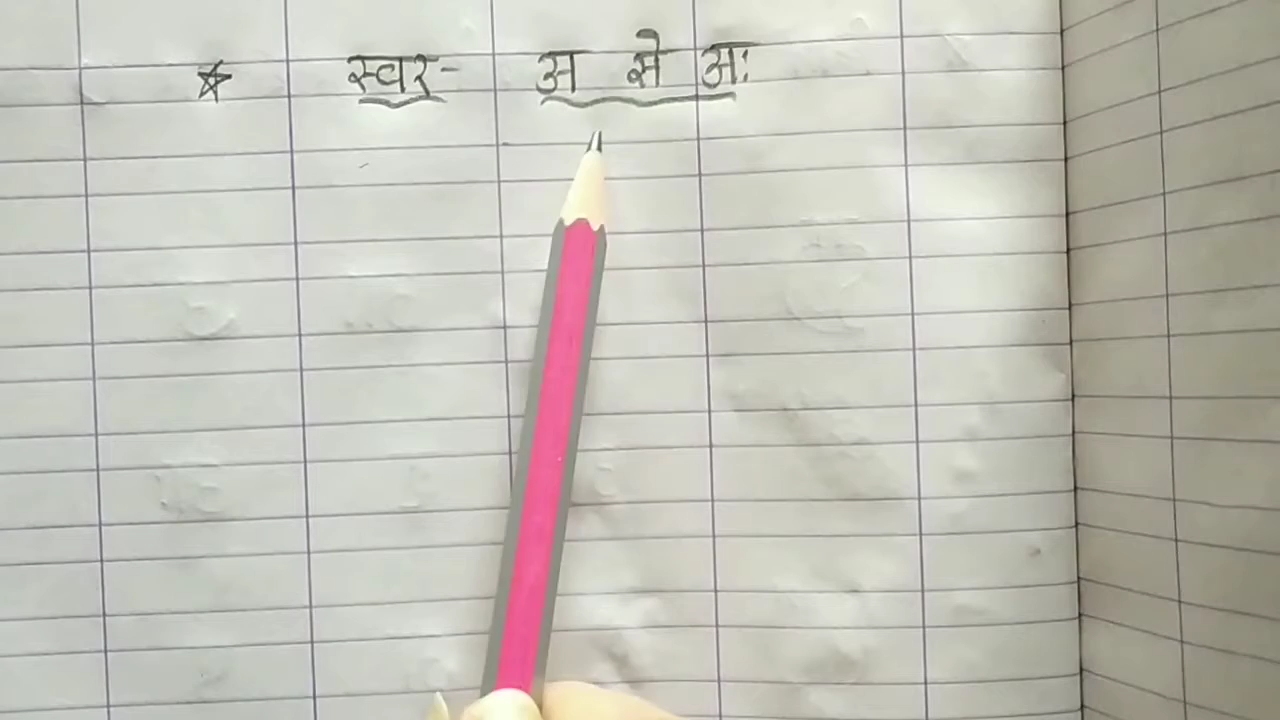 ☆ स्वर- अ से अः